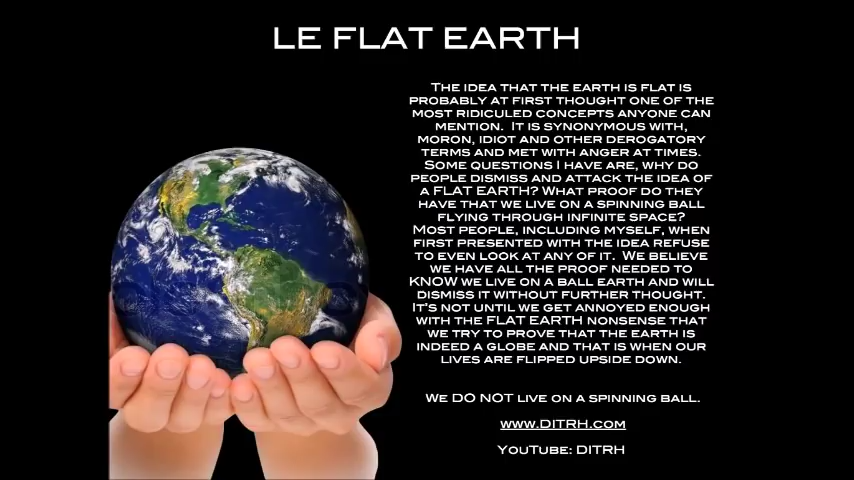 LE FLAT EARTH
The idea that the earth is flat is
probably at first thought one of the
most ridiculed concepts anyone can
mention. It is synonymous with,
moron, idiot and other derogatory
terms and met with anger at times.
Some questions I have are, why do
people dismiss and attack the idea of
a FLAT EARTH? What proof do they
have that we live on a spinning ball
flying through infinite space?
Most people, including myself, when
first presented with the idea refuse
to even look at any of it. We believe
we have all the proof needed to
KNOW we live on a ball earth and will
dismiss it without further thought.
It's not until we get annoyed enough
with the FLAT EARTH nonsense that
we try to prove that the earth is
indeed a globe and that is when our
lives are flipped upside down.
We DO NOT live on a spinning ball.
www.DITRH.com
YouTube: DITRH